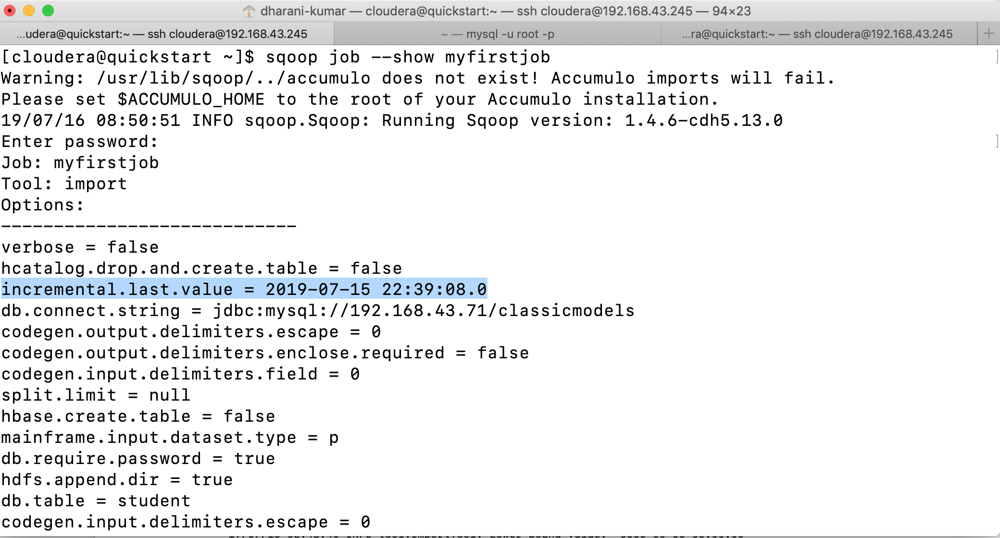 dharani-kumar — cloudera@quickstart:~ — ssh cloudera@192.168.43.245 — 94×23
...udera@quickstart:~ — ssh cloudera@192.168.43.245
~ — mysql -u root -p
...ra@quickstart:~ — ssh cloudera@192.168.43.245
+
[cloudera@quickstart ~]$ sqoop job --show myfirstjob ]
Warning: /usr/lib/sqoop/../accumulo does not exist! Accumulo imports will fail.
Please set $ACCUMULO_HOME to the root of your Accumulo installation.
19/07/16 08:50:51 INFO sqoop.Sqoop: Running Sqoop version: 1.4.6-cdh5.13.0
Enter password: ]
Job: myfirstjob
Tool: import
Options:
----------------------------
verbose = false
hcatalog.drop.and.create.table = false
incremental.last.value = 2019-07-15 22:39:08.0
db.connect.string = jdbc:mysql://192.168.43.71/classicmodels
codegen.output.delimiters.escape = 0
codegen.output.delimiters.enclose.required = false
codegen.input.delimiters.field = 0
split.limit = null
hbase.create.table = false
mainframe.input.dataset.type = p
db.require.password = true
hdfs.append.dir = true
db.table = student
codegen.input.delimiters.escape = 0